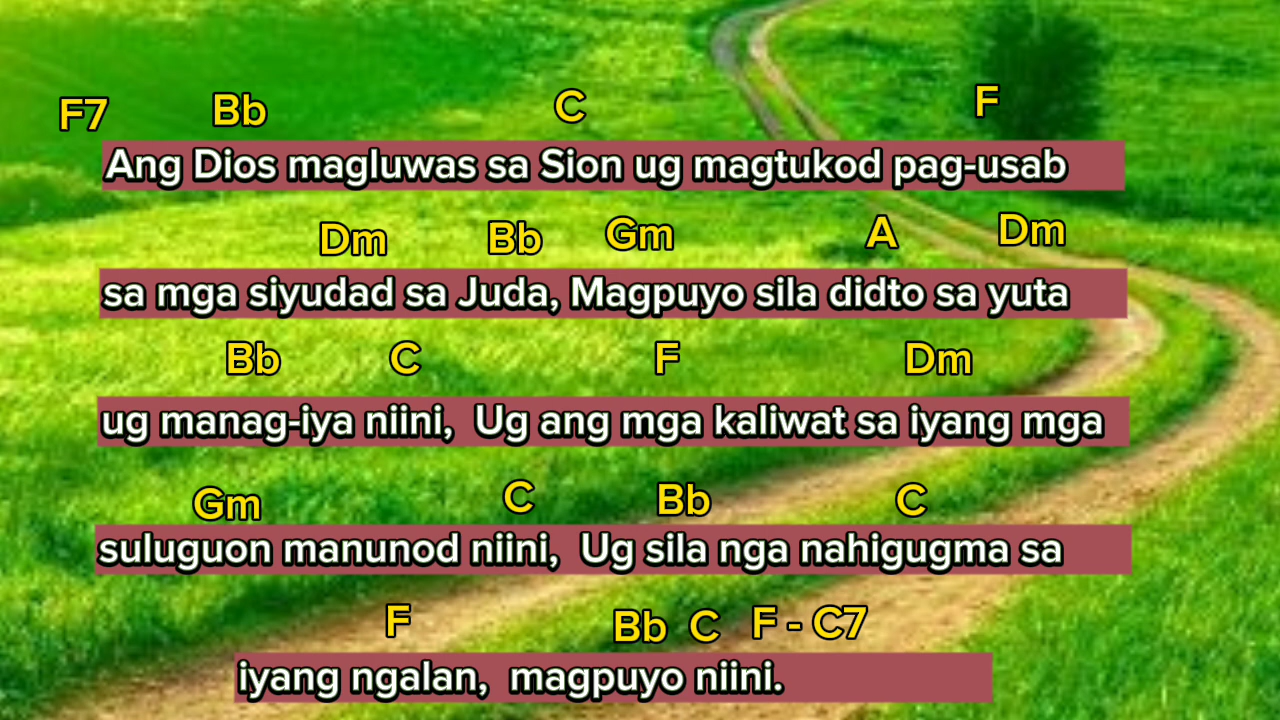 F7 Bb C F
Ang Dios magluwas sa Sion ug magtukod pag-usab
Dm Bb Gm A Dm
sa mga siyudad sa Juda, Magpuyo sila didto sa yuta
Bb C F Dm
ug manag-iya niini, Ug ang mga kaliwat sa iyang mga
Gm C Bb C
suluguon manunod niini, Ug sila nga nahigugma sa
F Bb C F - C7
iyang ngalan, magpuyo niini.